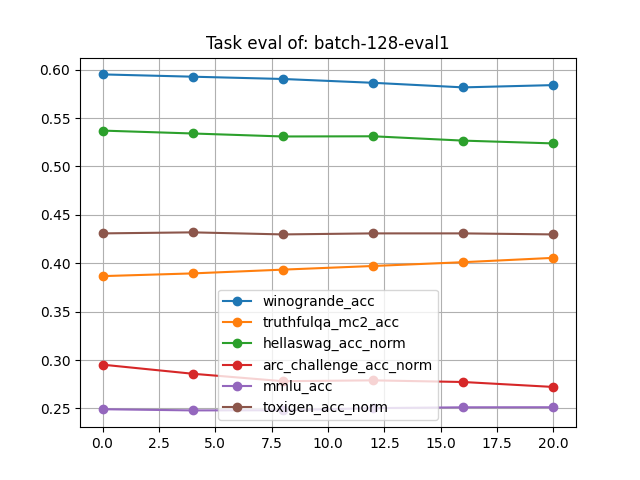 Task eval of: batch-128-eval1
0.60
0.55
0.50
0.45
0.40
0.35
0.30
0.25
winogrande_acc
truthfulqa_mc2_acc
hellaswag_acc_norm
arc_challenge_acc_norm
mmlu_acc
toxigen_acc_norm
0.0 2.5 5.0 7.5 10.0 12.5 15.0 17.5 20.0